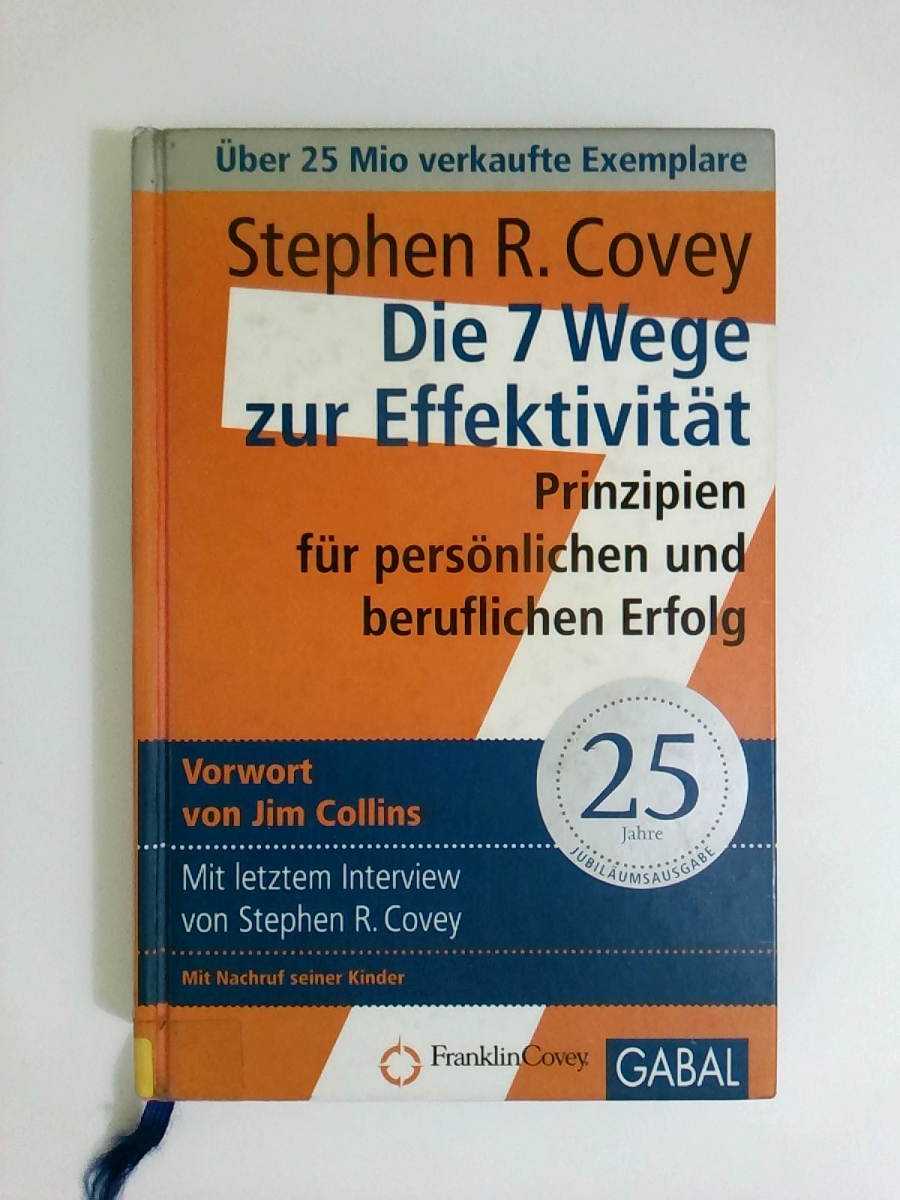 Über 25 Mio verkaufte Exemplare
Stephen R. Covey
Die 7 Wege
zur Effektivität
Prinzipien
für persönlichen und
beruflichen Erfolg
Vorwort
von Jim Collins
25
Jahre
JUBILÄUMSAUSGABE
Mit letztem Interview
von Stephen R. Covey
Mit Nachruf seiner Kinder
FranklinCovey
GABAL